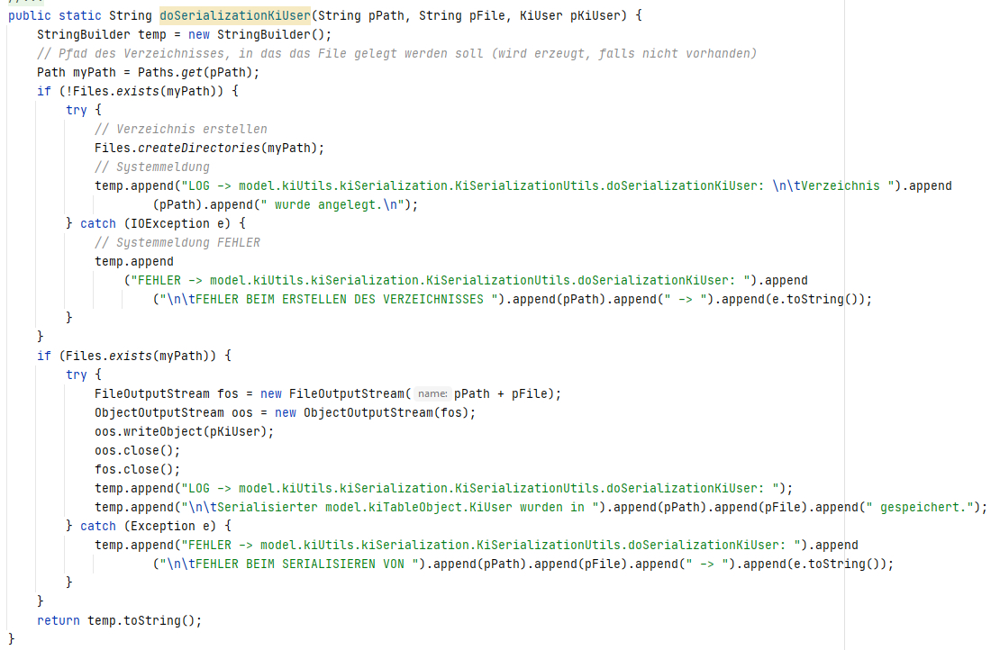 public static String doSerializationKiUser(String pPath, String pFile, KiUser pKiUser) {
    StringBuilder temp = new StringBuilder();
    // Pfad des Verzeichnisses, in das das File gelegt werden soll (wird erzeugt, falls nicht vorhanden)
    Path myPath = Paths.get(pPath);
    if (!Files.exists(myPath)) {
        try {
            // Verzeichnis erstellen
            Files.createDirectories(myPath);
            // Systemmeldung
            temp.append("LOG -> model.kiUtils.kiSerialization.KiSerializationUtils.doSerializationKiUser: \n\tVerzeichnis ").append
                    (pPath).append(" wurde angelegt.\n");
        } catch (IOException e) {
            // Systemmeldung FEHLER
            temp.append
                ("FEHLER -> model.kiUtils.kiSerialization.KiSerializationUtils.doSerializationKiUser: ").append
                    ("\n\tFEHLER BEIM ERSTELLEN DES VERZEICHNISSES ").append(pPath).append(" -> ").append(e.toString());
        }
    }
    if (Files.exists(myPath)) {
        try {
            FileOutputStream fos = new FileOutputStream( name: pPath + pFile);
            ObjectOutputStream oos = new ObjectOutputStream(fos);
            oos.writeObject(pKiUser);
            oos.close();
            fos.close();
            temp.append("LOG -> model.kiUtils.kiSerialization.KiSerializationUtils.doSerializationKiUser: ");
            temp.append("\n\tSerialisierter model.kiTableObject.KiUser wurden in ").append(pPath).append(pFile).append(" gespeichert.");
        } catch (Exception e) {
            temp.append("FEHLER -> model.kiUtils.kiSerialization.KiSerializationUtils.doSerializationKiUser: ").append
                    ("\n\tFEHLER BEIM SERIALISIEREN VON ").append(pPath).append(pFile).append(" -> ").append(e.toString());
        }
    }
    return temp.toString();
}